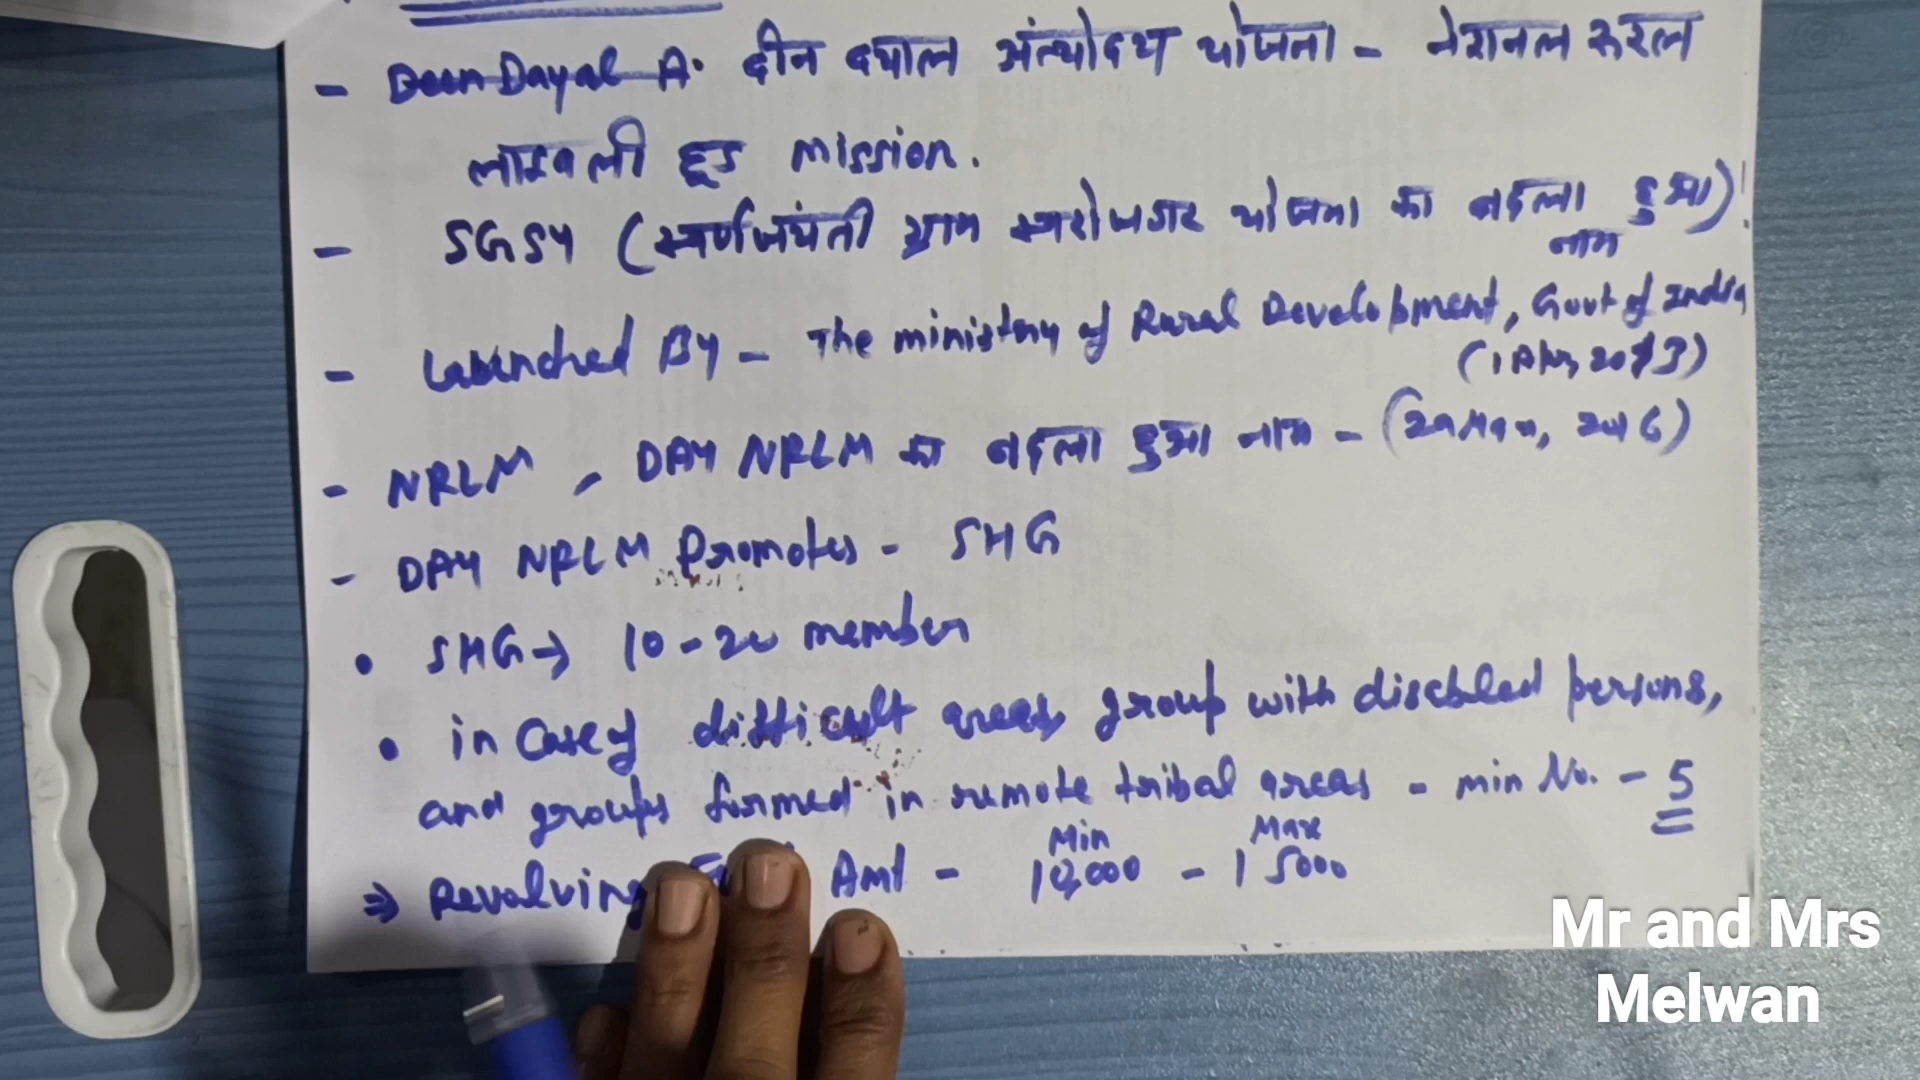 - Deen Dayal A. दीन दयाल अंत्योदय योजना - नेशनल रूरल
लाइवली हूड mission.
- SGSY (स्वर्णजयंती ग्राम स्वरोजगार योजना का बदला हुआ)!
नाम
- Launched By - The ministry of Rural Development, Govt of India
(1 Apr, 2013)
- NRLM, DAY NRLM का बदला हुआ नाम - (29 Mar, 2016)
- DAY NRLM Promotes - SHG
• SHG → 10-20 member
• in case of difficult areas, group with disabled persons,
and groups formed in remote tribal areas - min No. - 5
Min Max
⇒ Revolving Amt - 10,000 - 15000
Mr and Mrs
Melwan